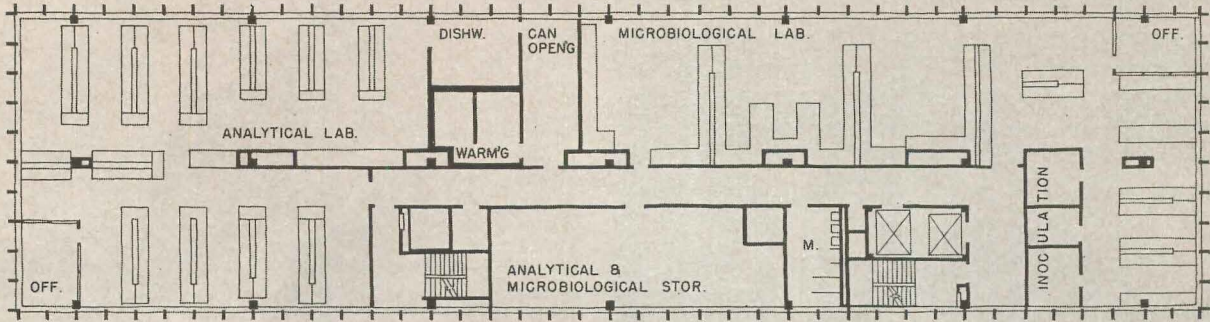 DISHW.
CAN
OPEN'G
MICROBIOLOGICAL LAB.
OFF.
ANALYTICAL LAB.
WARM'G
INOCULATION
M.
ANALYTICAL &
MICROBIOLOGICAL STOR.
OFF.